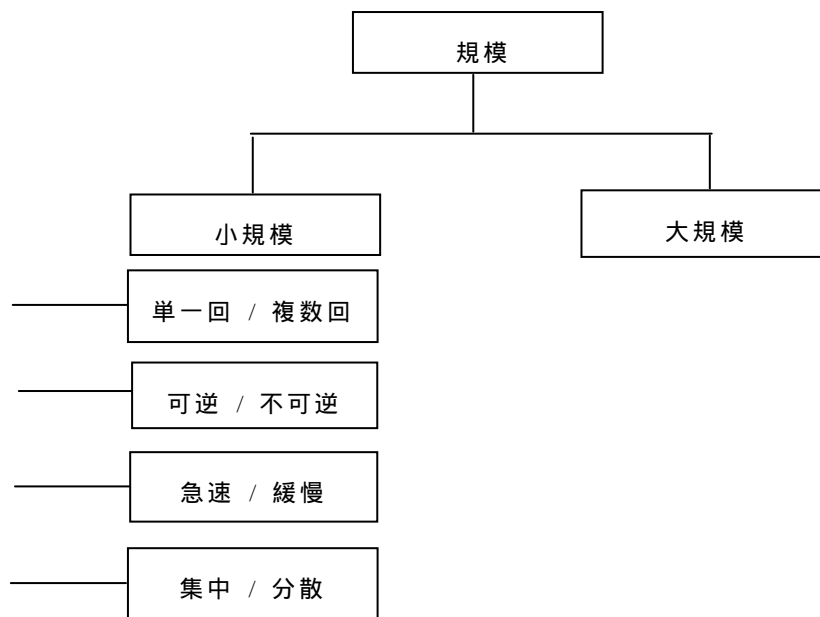 規模
小規模
大規模
単一回 / 複数回
可逆 / 不可逆
急速 / 緩慢
集中 / 分散